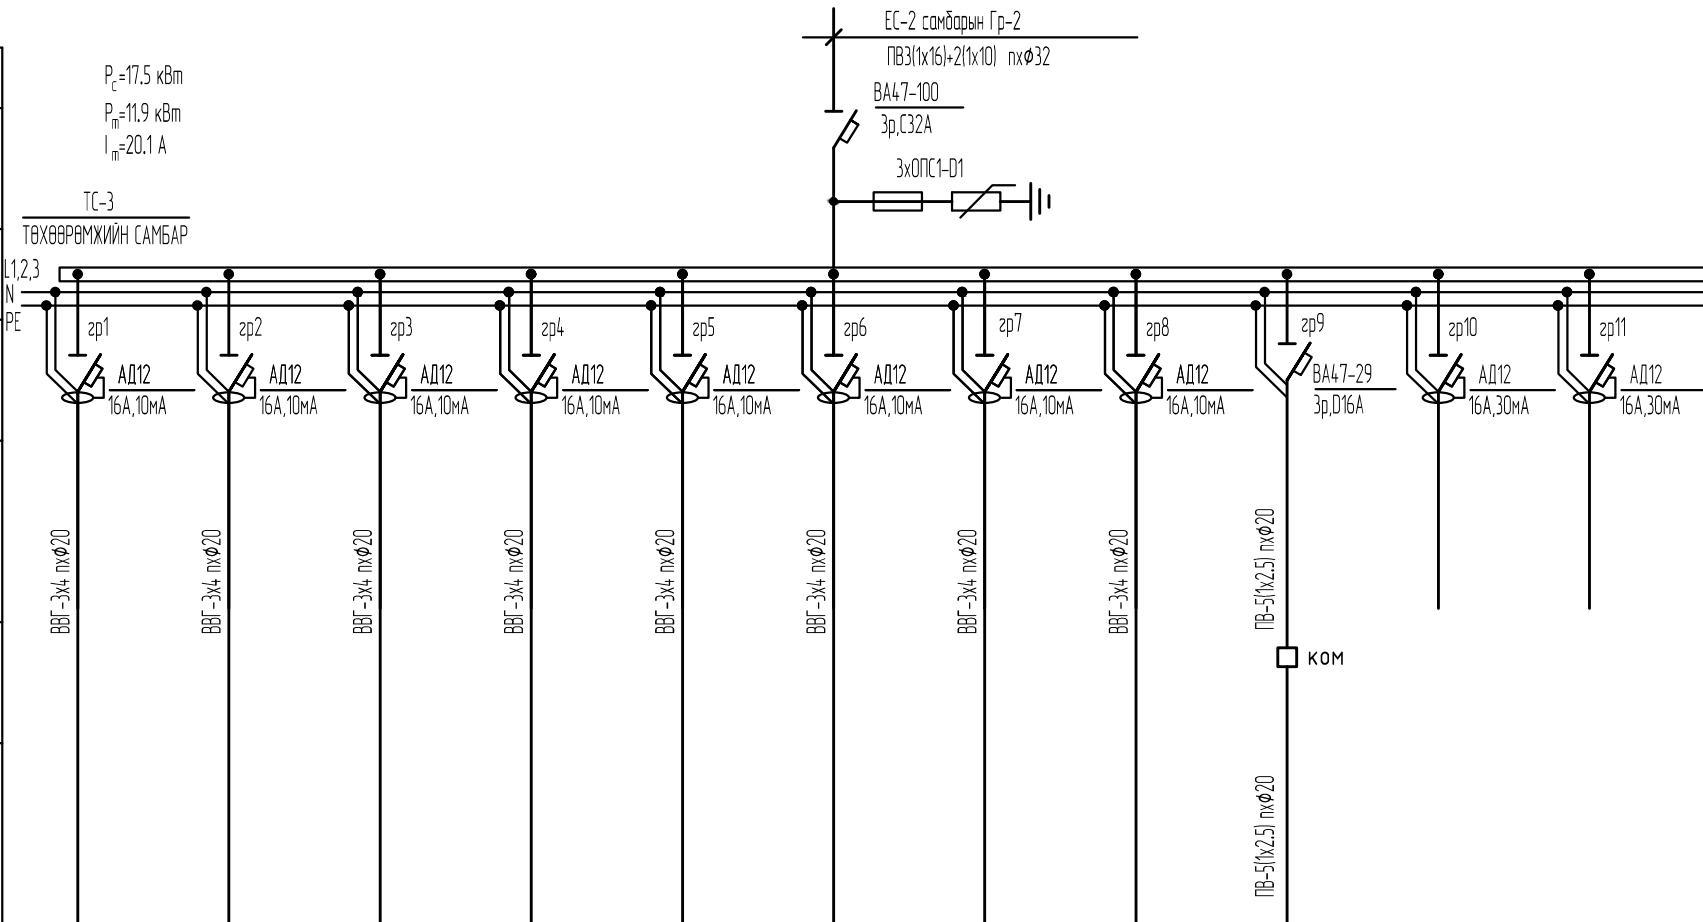 ЕС-2 самбарын Гр-2
ПВ3(1x16)+2(1x10) пхф32
Pс=17.5 кВт
Pт=11.9 кВт
Iт=20.1 А
ВА47-100
3р,С32А
3хОПС1-D1
ТС-3
ТӨХӨӨРӨМЖИЙН САМБАР
L1,2,3
N
PE
гр1
гр2
гр3
гр4
гр5
гр6
гр7
гр8
гр9
гр10
гр11
АД12
16А,10мА
АД12
16А,10мА
АД12
16А,10мА
АД12
16А,10мА
АД12
16А,10мА
АД12
16А,10мА
АД12
16А,10мА
АД12
16А,10мА
ВА47-29
3р,D16А
АД12
16А,30мА
АД12
16А,30мА
ВВГ-3х4 пхф20
ВВГ-3х4 пхф20
ВВГ-3х4 пхф20
ВВГ-3х4 пхф20
ВВГ-3х4 пхф20
ВВГ-3х4 пхф20
ВВГ-3х4 пхф20
ВВГ-3х4 пхф20
ПВ-5(1х2.5) пхф20
КОМ
ПВ-5(1х2.5) пхф20